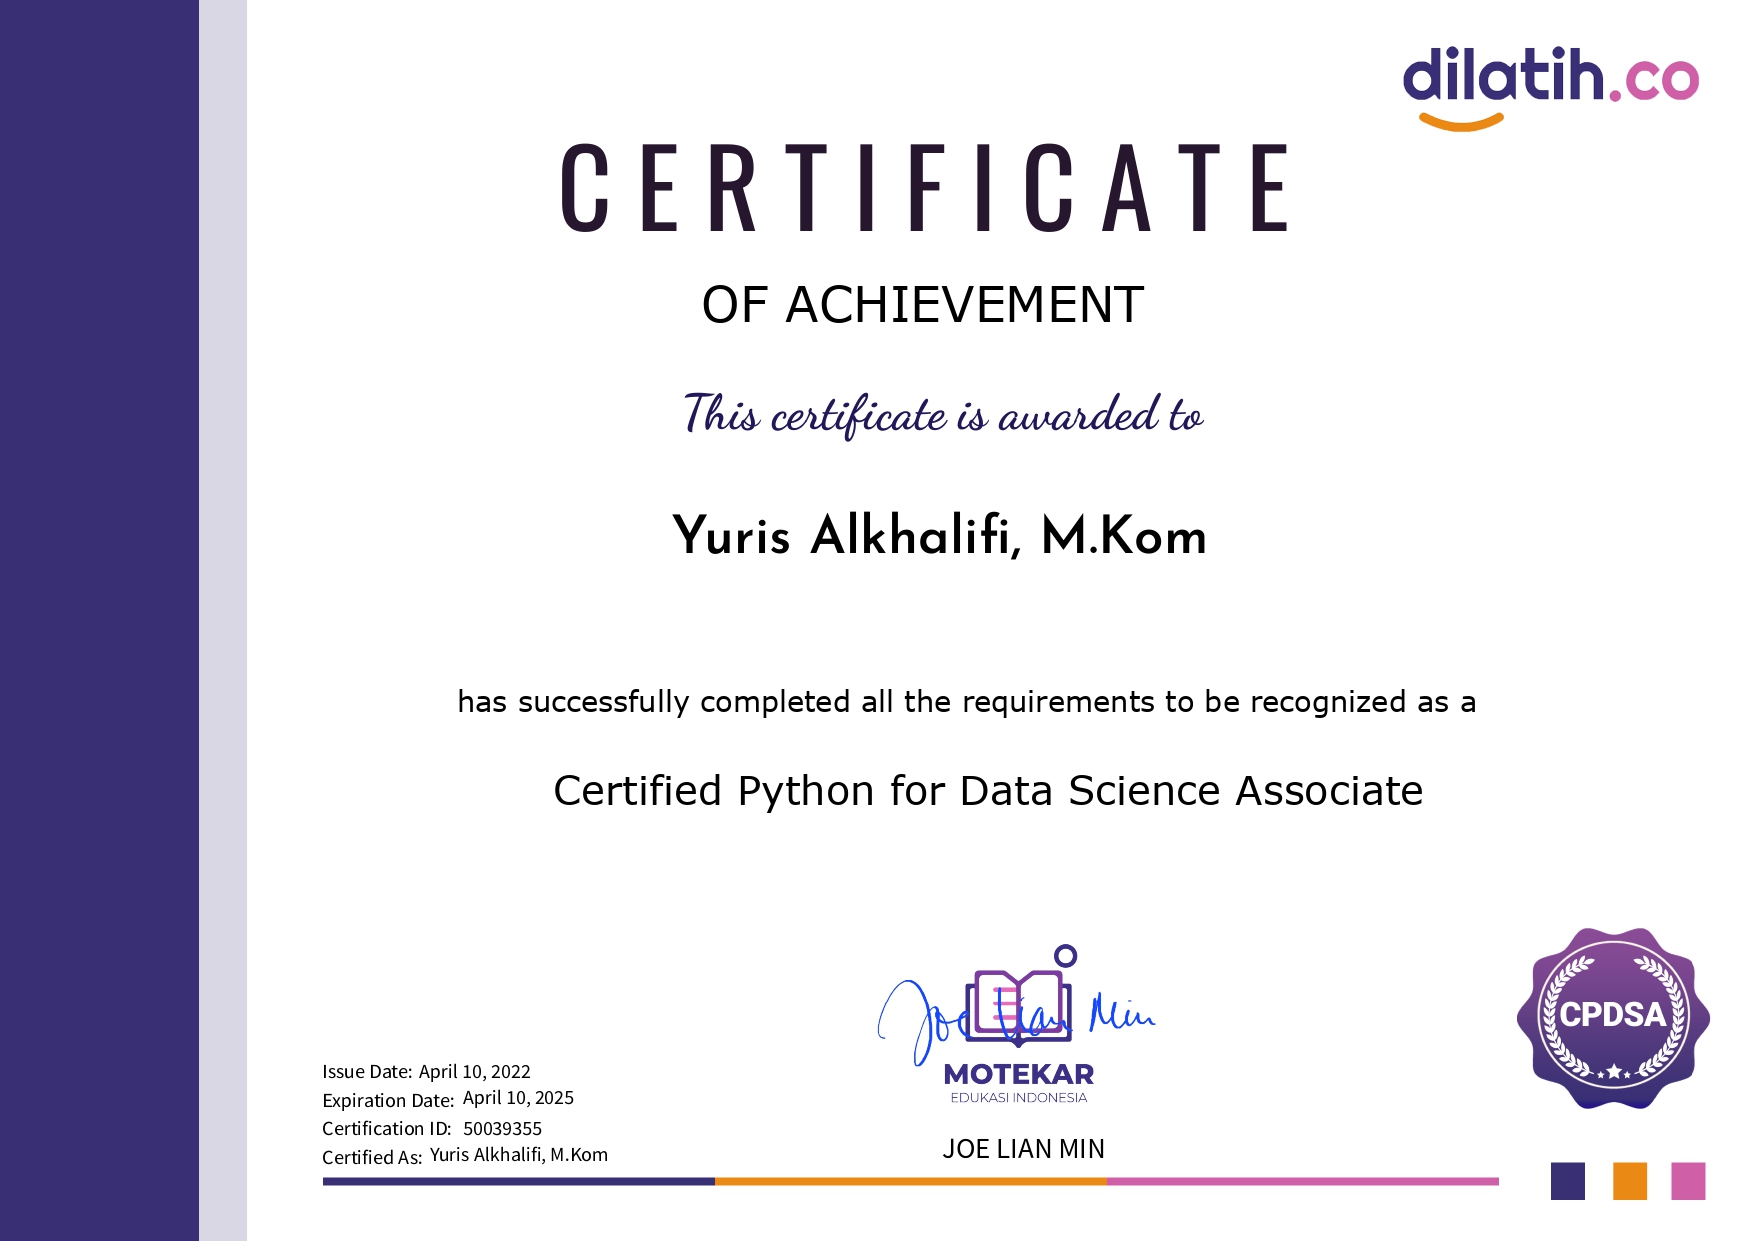 dilatih.co
CERTIFICATE
OF ACHIEVEMENT
This certificate is awarded to
Yuris Alkhalifi, M.Kom
has successfully completed all the requirements to be recognized as a
Certified Python for Data Science Associate
CPDSA
Joe Lian Min
MOTEKAR
EDUKASI INDONESIA
JOE LIAN MIN
Issue Date: April 10, 2022
Expiration Date: April 10, 2025
Certification ID: 50039355
Certified As: Yuris Alkhalifi, M.Kom